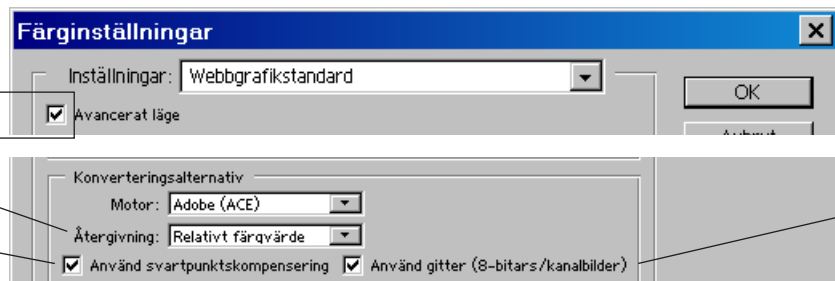 Färginställningar
Inställningar: Webbgrafikstandard
OK
Avancerat läge
Konverteringsalternativ
Motor: Adobe (ACE)
Återgivning: Relativt färgvärde
Använd svartpunktskompensering Använd gitter (8-bitars/kanalbilder)